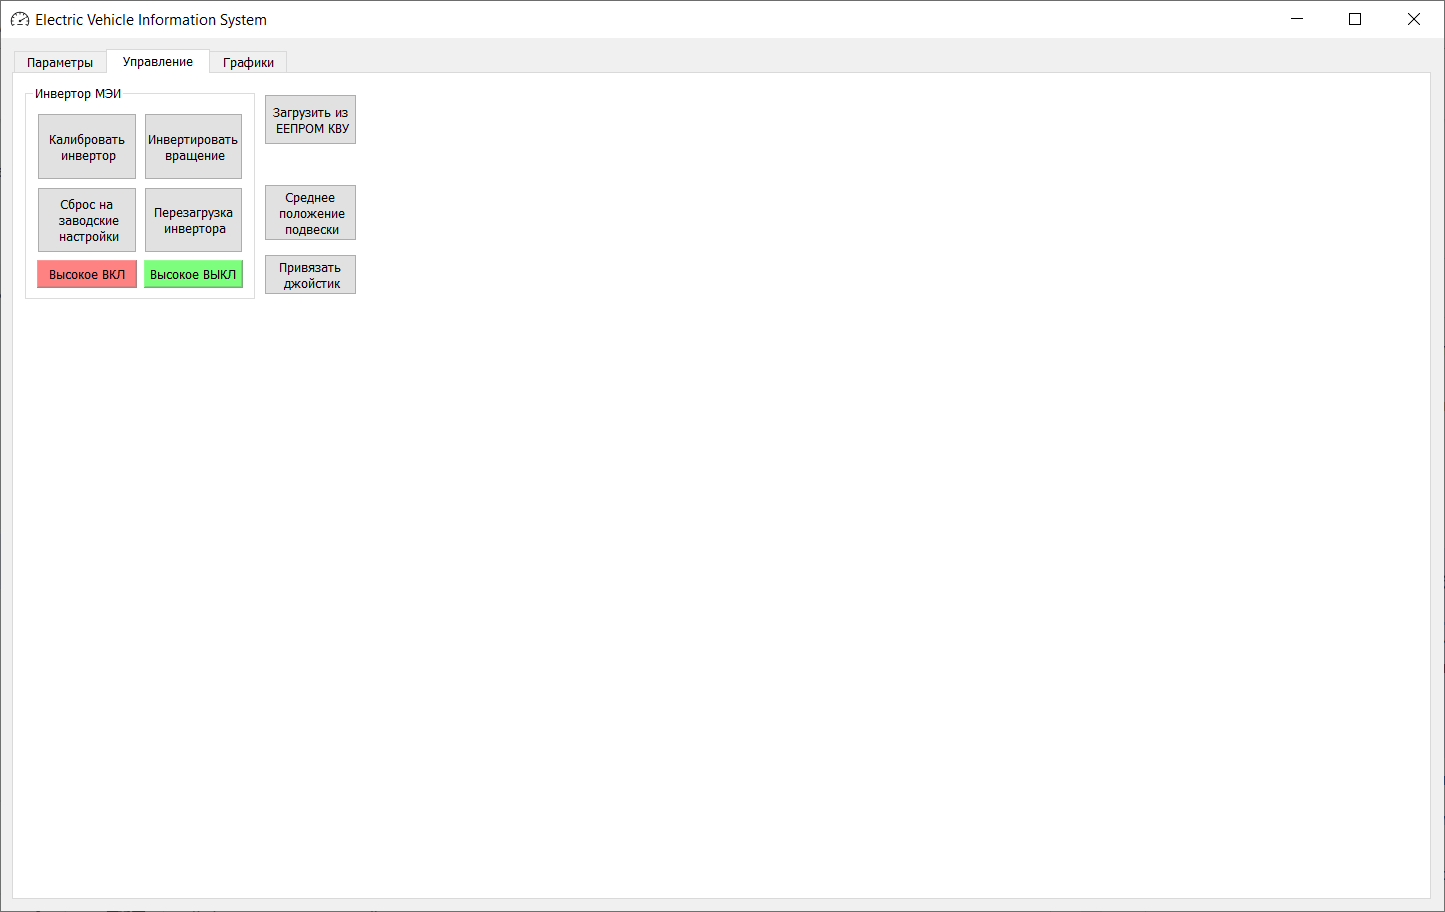 Electric Vehicle Information System
Параметры
Управление
Графики
Инвертор МЭИ
Калибровать
инвертор
Инвертировать
вращение
Сброс на
заводские
настройки
Перезагрузка
инвертора
Высокое ВКЛ
Высокое ВЫКЛ
Загрузить из
ЕЕПРОМ КВУ
Среднее
положение
подвески
Привязать
джойстик